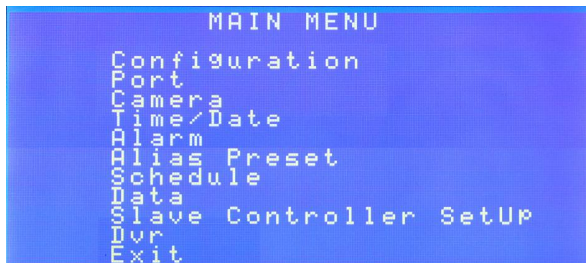 MAIN MENU
Configuration
Port
Camera
Time/Date
Alarm
Alias Preset
Schedule
Data
Slave Controller SetUp
Dvr
Exit